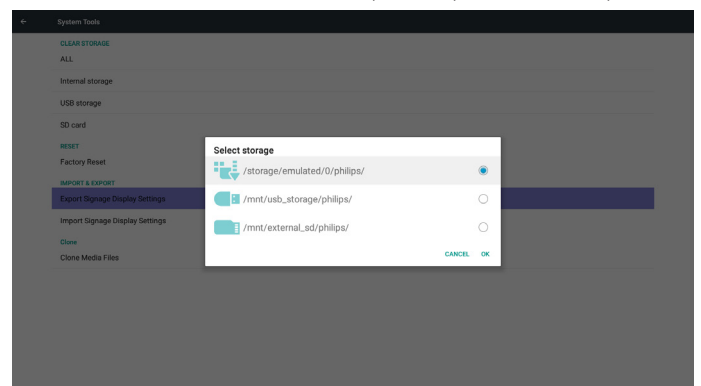 System Tools
CLEAR STORAGE
ALL
Internal storage
USB storage
SD card
RESET
Factory Reset
IMPORT & EXPORT
Export Signage Display Settings
Import Signage Display Settings
Clone
Clone Media Files
Select storage
/storage/emulated/0/philips/
/mnt/usb_storage/philips/
/mnt/external_sd/philips/
CANCEL OK